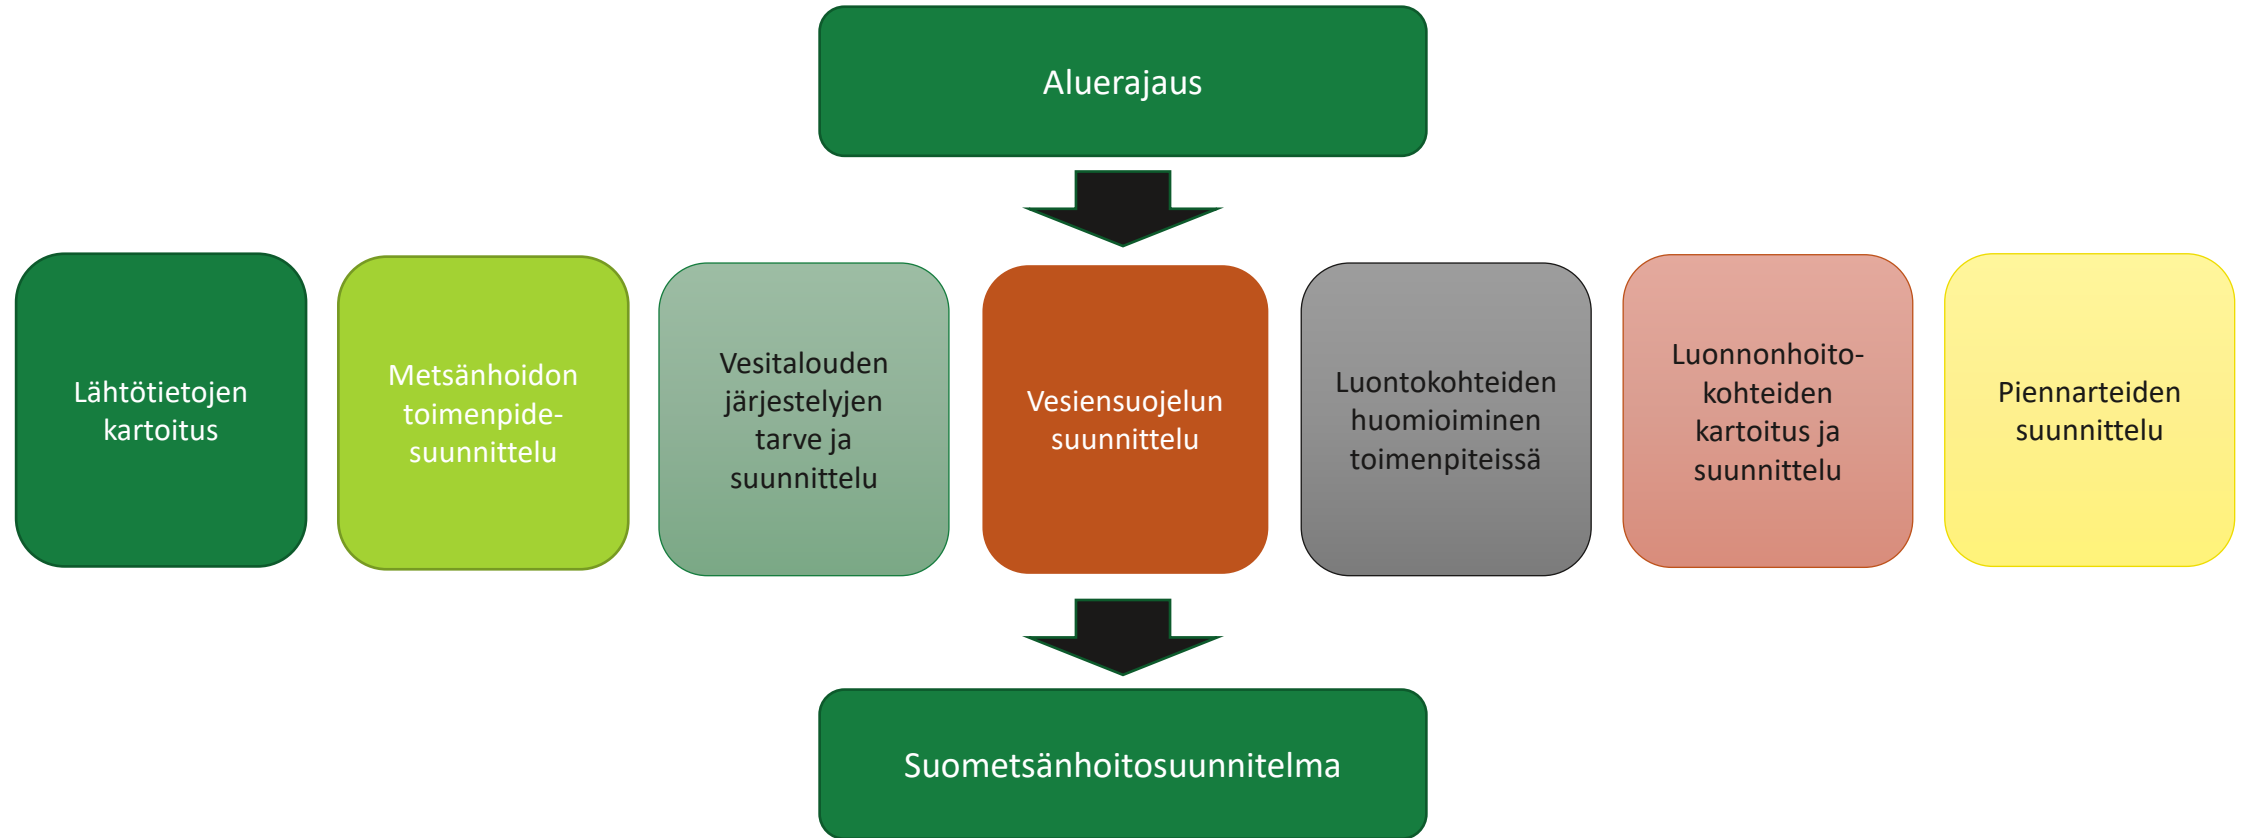 Aluerajaus
Lähtötietojen
kartoitus
Metsänhoidon
toimenpide-
suunnittelu
Vesitalouden
järjestelyjen
tarve ja
suunnittelu
Vesiensuojelun
suunnittelu
Luontokohteiden
huomioiminen
toimenpiteissä
Luonnonhoito-
kohteiden
kartoitus ja
suunnittelu
Piennarteiden
suunnittelu
Suometsänhoitosuunnitelma